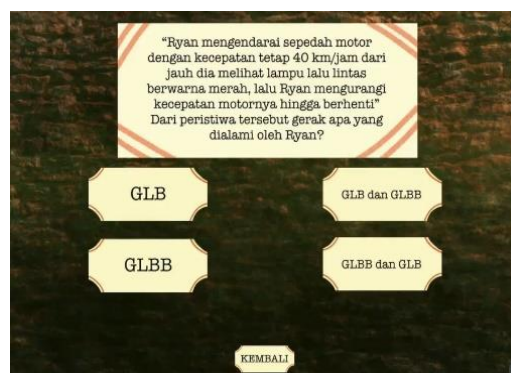 “Ryan mengendarai sepedah motor
dengan kecepatan tetap 40 km/jam dari
jauh dia melihat lampu lalu lintas
berwarna merah, lalu Ryan mengurangi
kecepatan motornya hingga berhenti”
Dari peristiwa tersebut gerak apa yang
dialami oleh Ryan?
GLB
GLB dan GLBB
GLBB
GLBB dan GLB
KEMBALI